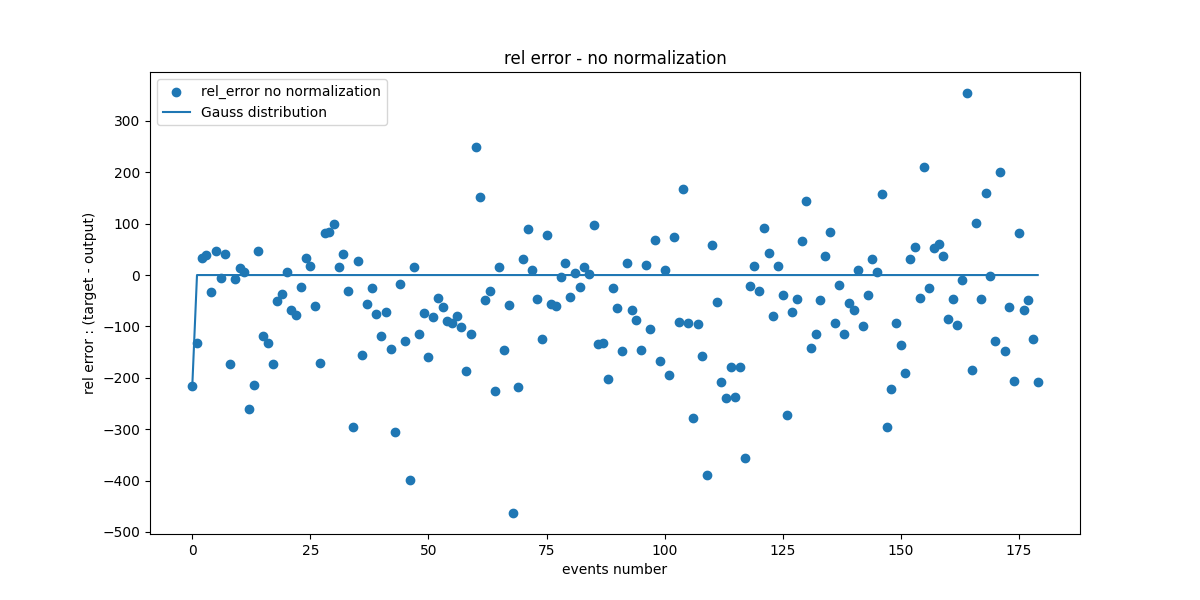 rel error - no normalization
rel_error no normalization
Gauss distribution
rel error : (target - output)
300
200
100
0
−100
−200
−300
−400
−500
0 25 50 75 100 125 150 175
events number